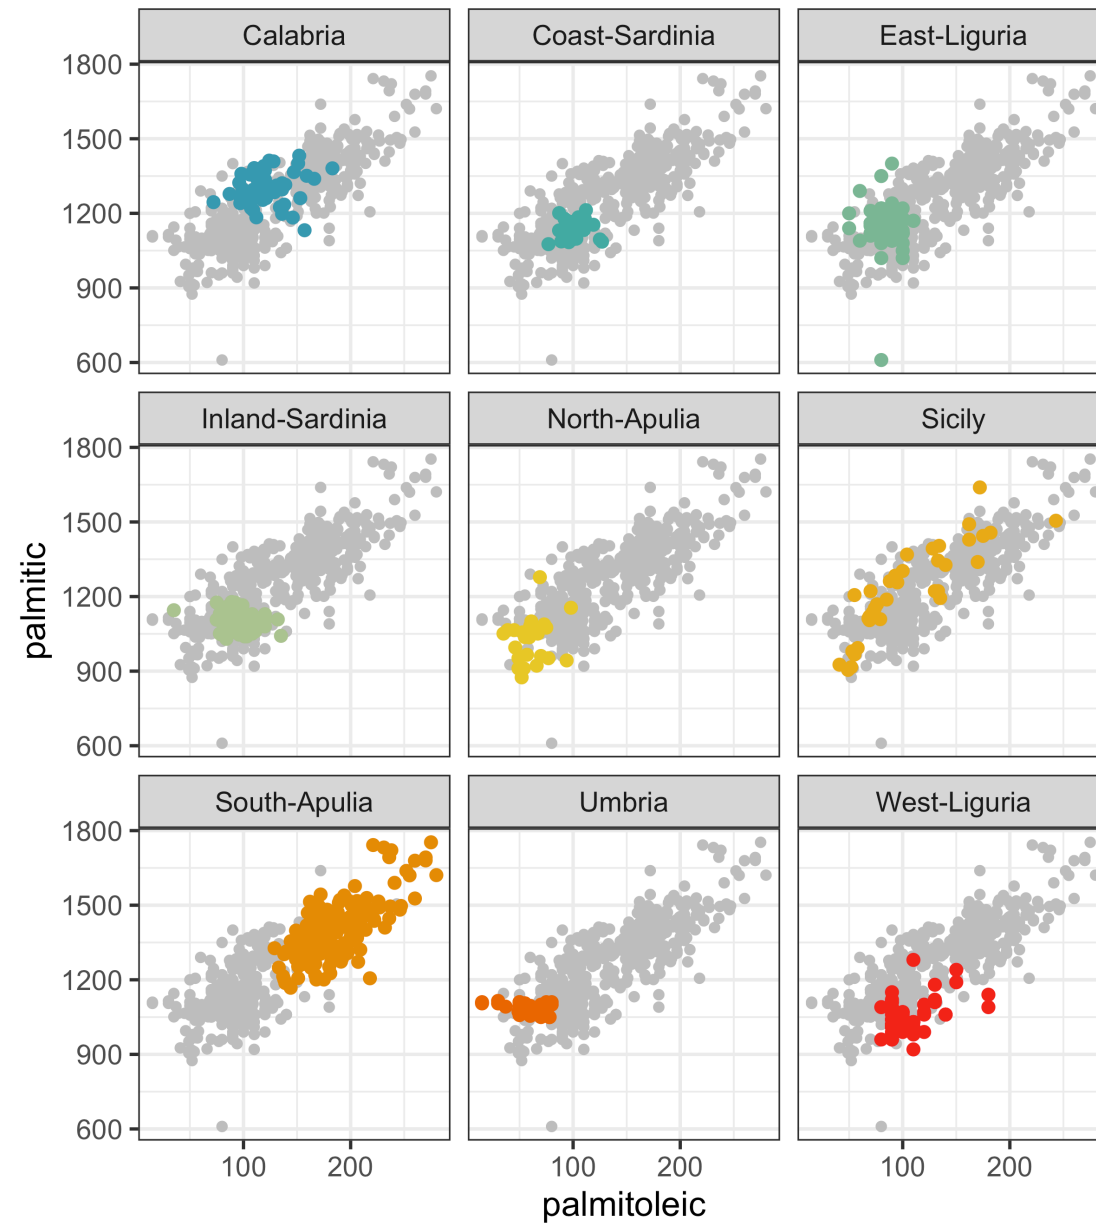 Calabria Coast-Sardinia East-Liguria
1800
1500
1200
900
600
Inland-Sardinia North-Apulia Sicily
1800
1500
1200
900
600
palmitic
South-Apulia Umbria West-Liguria
1800
1500
1200
900
600
100 200 100 200 100 200
palmitoleic